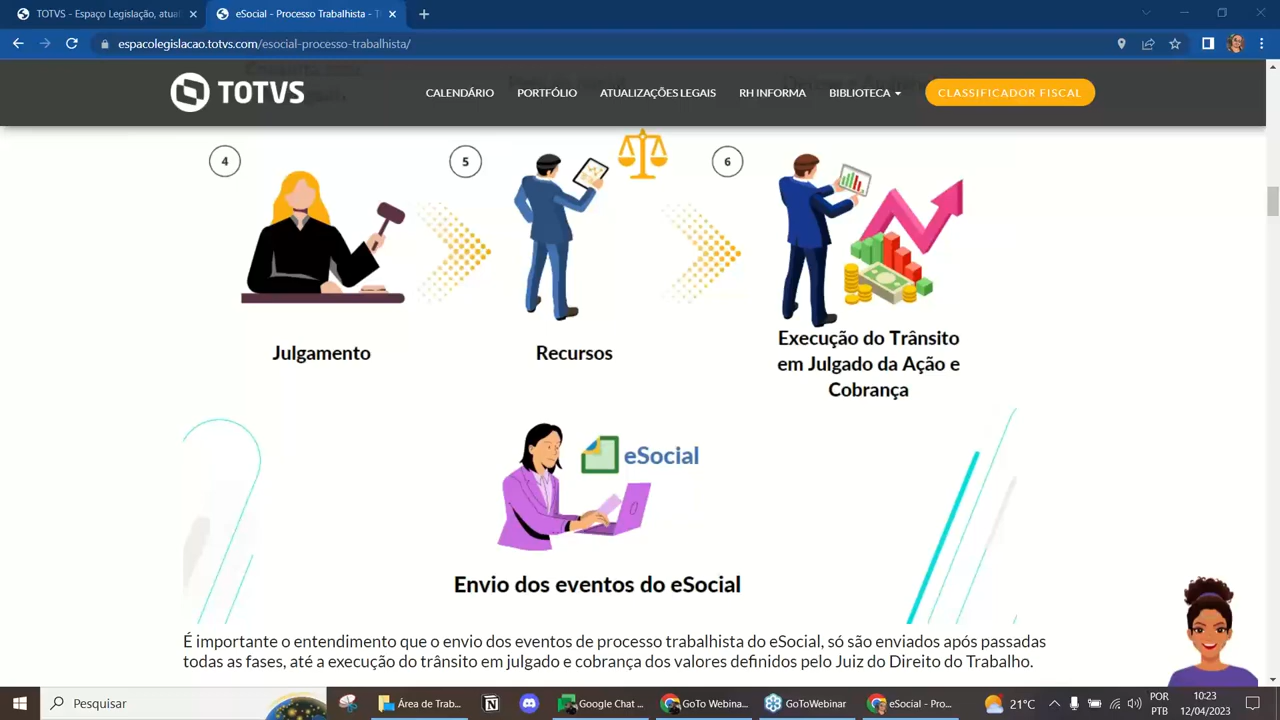 TOTVS - Espaço Legislação, atual
eSocial - Processo Trabalhista - T
espacolegislacao.totvs.com/esocial-processo-trabalhista/
TOTVS
CALENDÁRIO
PORTFÓLIO
ATUALIZAÇÕES LEGAIS
RH INFORMA
BIBLIOTECA
CLASSIFICADOR FISCAL
4
5
6
Julgamento
Recursos
Execução do Trânsito
em Julgado da Ação e
Cobrança
eSocial
Envio dos eventos do eSocial
É importante o entendimento que o envio dos eventos de processo trabalhista do eSocial, só são enviados após passadas
todas as fases, até a execução do trânsito em julgado e cobrança dos valores definidos pelo Juiz do Direito do Trabalho.
Pesquisar
Área de Trab...
Google Chat ...
GoTo Webina...
GoToWebinar
eSocial - Pro...
21°C
POR
PTB
10:23
12/04/2023